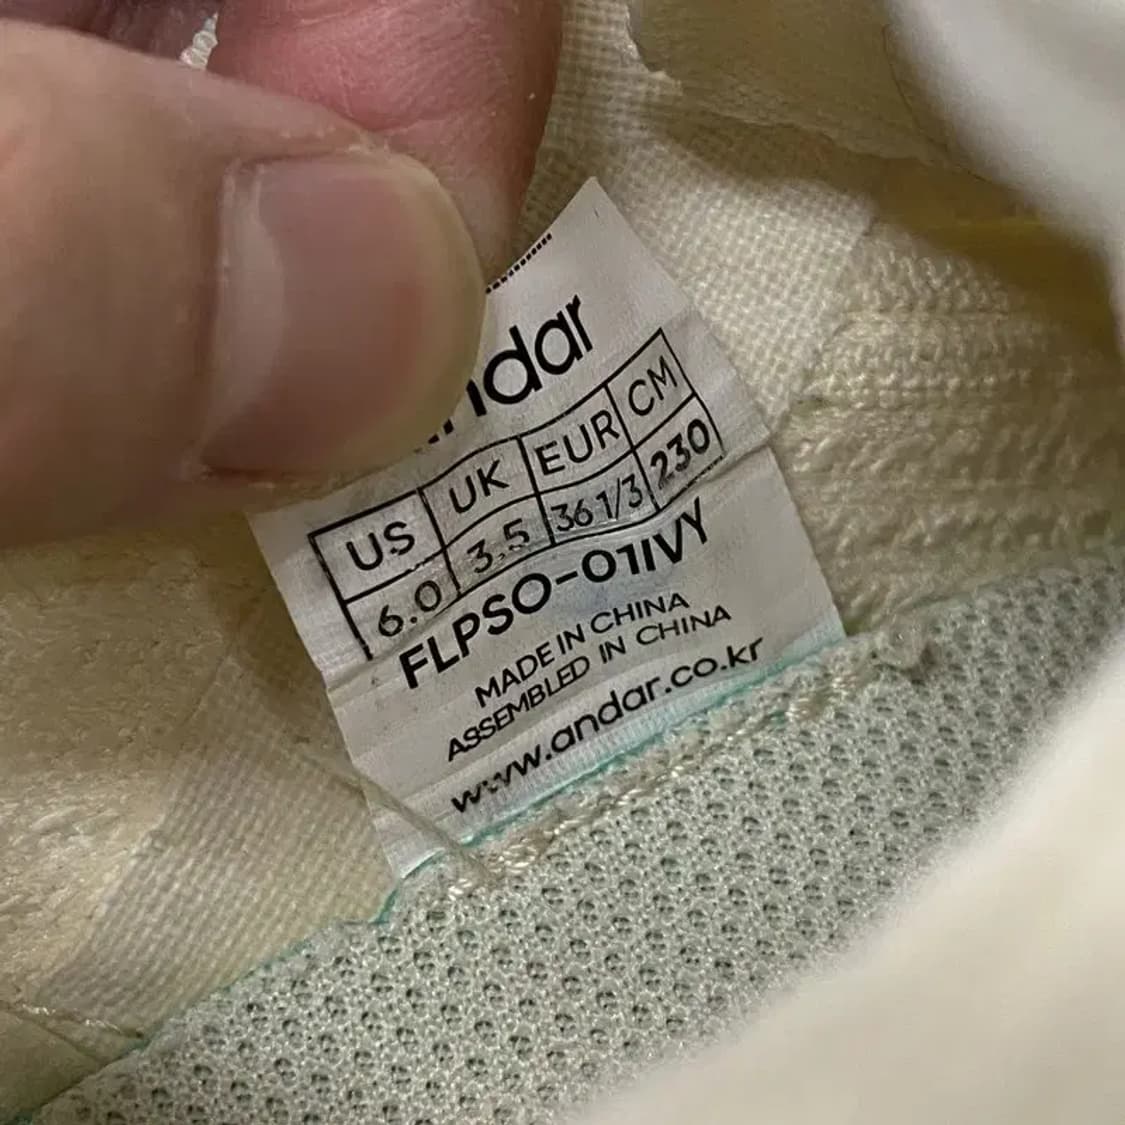 ndar
US UK EUR CM
6.0 3.5 36 1/3 230
FLPSO-01IVY
MADE IN CHINA
ASSEMBLED IN CHINA
www.andar.co.kr